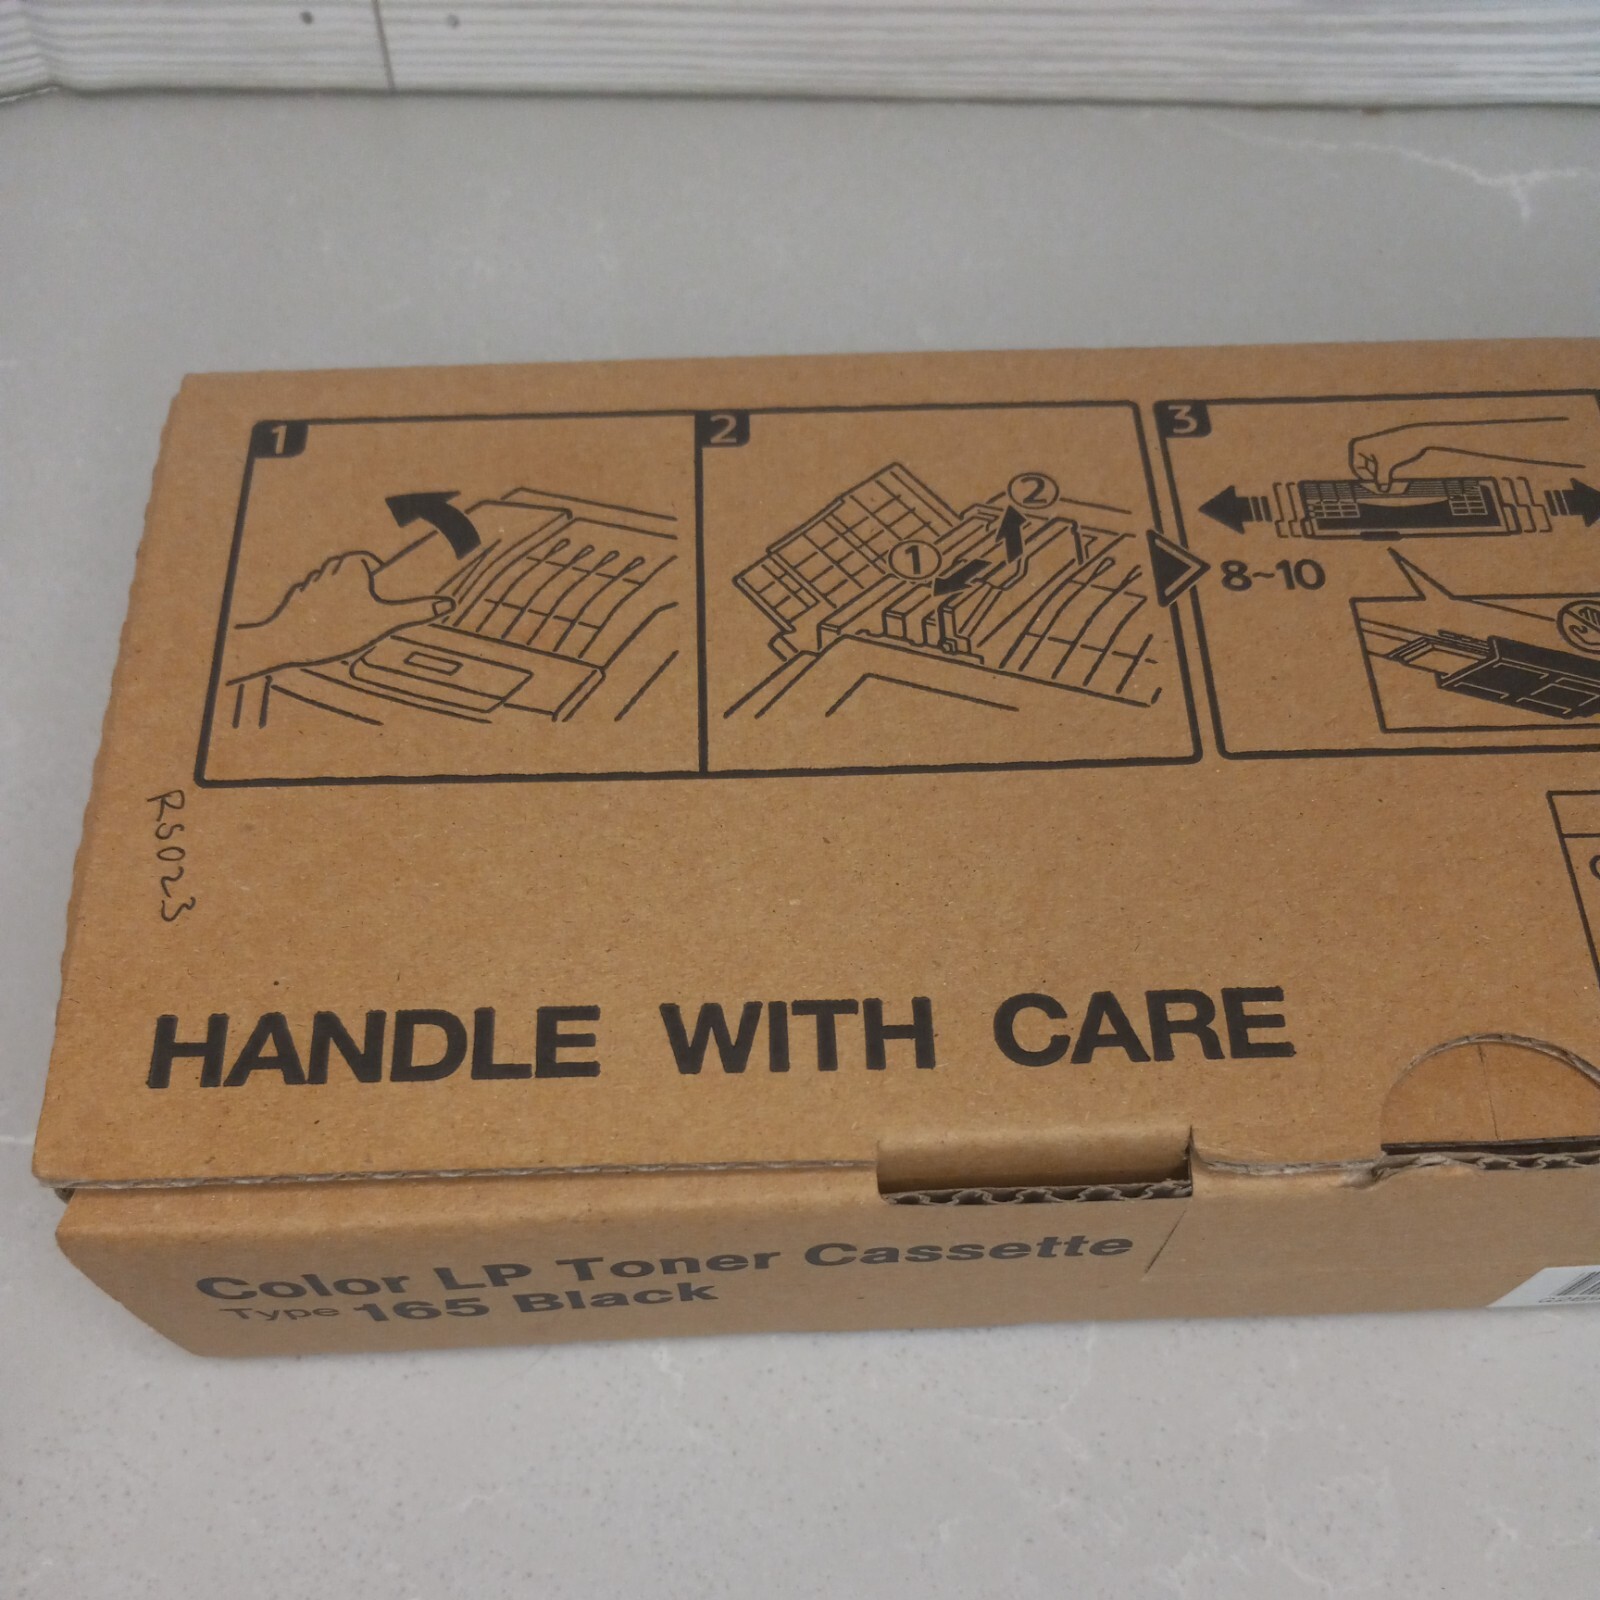 1
2
3
2
1
8~10
RS023
HANDLE WITH CARE
Color LP Toner Cassette
Type 165 Black